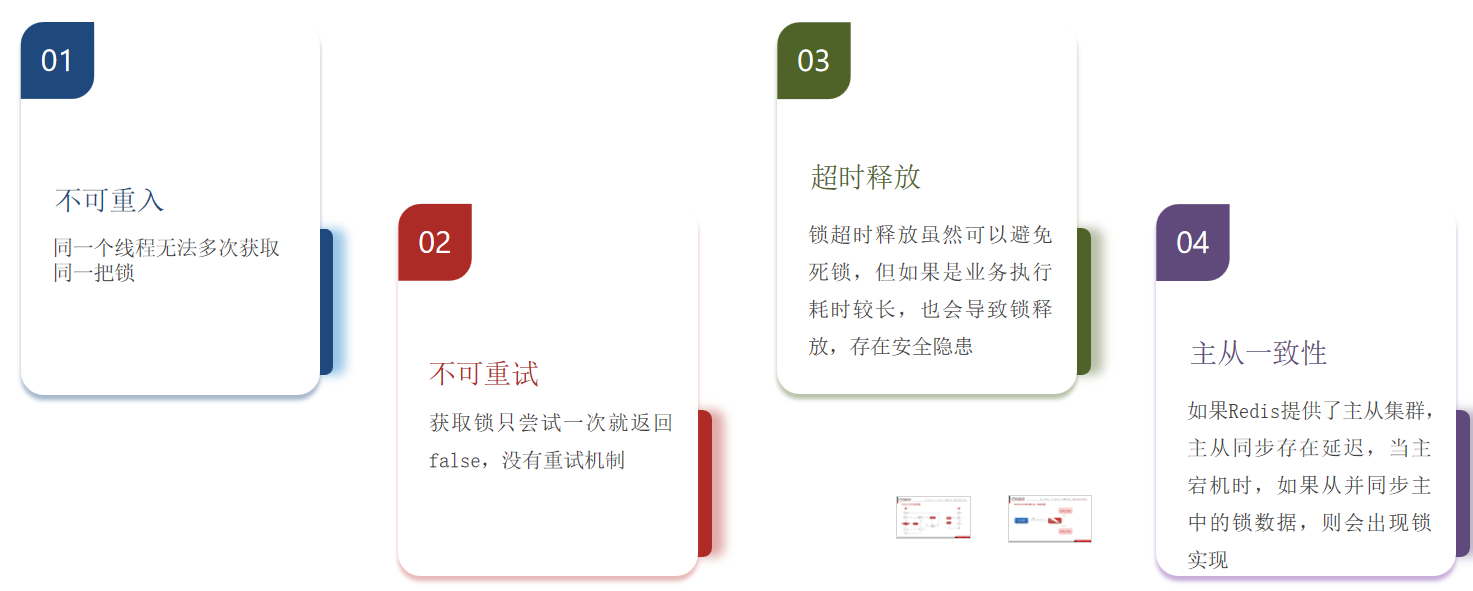 01
不可重入
同一个线程无法多次获取
同一把锁
02
不可重试
获取锁只尝试一次就返回
false，没有重试机制
03
超时释放
锁超时释放虽然可以避免
死锁，但如果是业务执行
耗时较长，也会导致锁释
放，存在安全隐患
04
主从一致性
如果Redis提供了主从集群，
主从同步存在延迟，当主
宕机时，如果从并同步主
中的锁数据，则会出现锁
实现